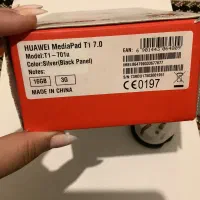 HUAWEI MediaPad T1 7.0
Model:T1-701u
Color:Silver(Black Panel)
Notes:
16GB 3G
MADE IN CHINA
EAN:
CE0197